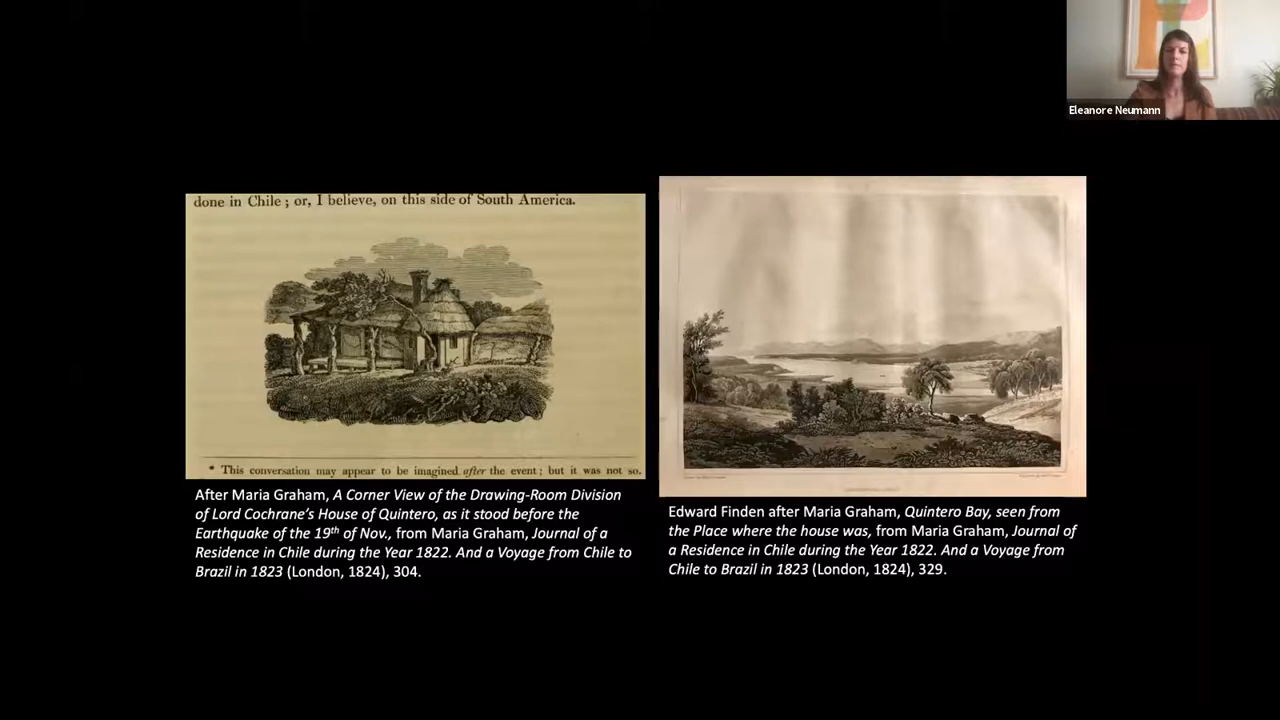 Eleanore Neumann
done in Chile; or, I believe, on this side of South America.
* This conversation may appear to be imagined after the event; but it was not so.
After Maria Graham, A Corner View of the Drawing-Room Division
of Lord Cochrane's House of Quintero, as it stood before the
Earthquake of the 19th of Nov., from Maria Graham, Journal of a
Residence in Chile during the Year 1822. And a Voyage from Chile to
Brazil in 1823 (London, 1824), 304.
Edward Finden after Maria Graham, Quintero Bay, seen from
the Place where the house was, from Maria Graham, Journal of
a Residence in Chile during the Year 1822. And a Voyage from
Chile to Brazil in 1823 (London, 1824), 329.